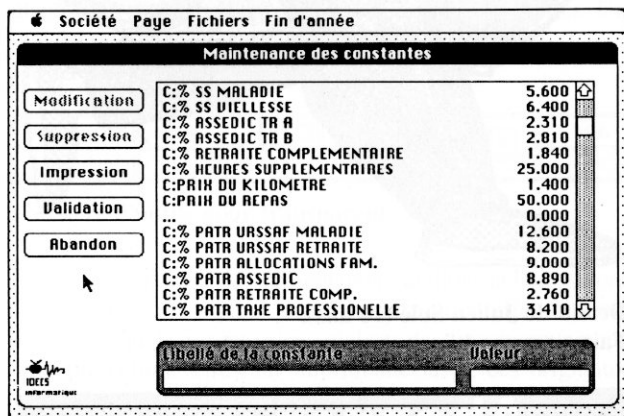 Société Paye Fichiers Fin d'année
Maintenance des constantes
Modification
Suppression
Impression
Validation
Abandon
C:% SS MALADIE 5.600
C:% SS VIELLESSE 6.400
C:% ASSEDIC TR A 2.310
C:% ASSEDIC TR B 2.810
C:% RETRAITE COMPLEMENTAIRE 1.840
C:% HEURES SUPPLEMENTAIRES 25.000
C:PRIX DU KILOMETRE 1.400
C:PRIX DU REPAS 50.000
... 0.000
C:% PATR URSSAF MALADIE 12.600
C:% PATR URSSAF RETRAITE 8.200
C:% PATR ALLOCATIONS FAM. 9.000
C:% PATR ASSEDIC 8.890
C:% PATR RETRAITE COMP. 2.760
C:% PATR TAXE PROFESSIONELLE 3.410
Libellé de la constante Valeur
IDEES
informatique